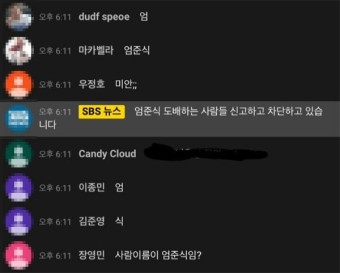 오후 6:11 dudf speoe 엄
오후 6:11 마카벨라 엄준식
오후 6:11 우정호 미안;;
오후 6:11 SBS 뉴스 엄준식 도배하는 사람들 신고하고 차단하고 있습
니다
오후 6:11 Candy Cloud
오후 6:11 이종민 엄
오후 6:11 김준영 식
오후 6:11 장영민 사람이름이 엄준식임?